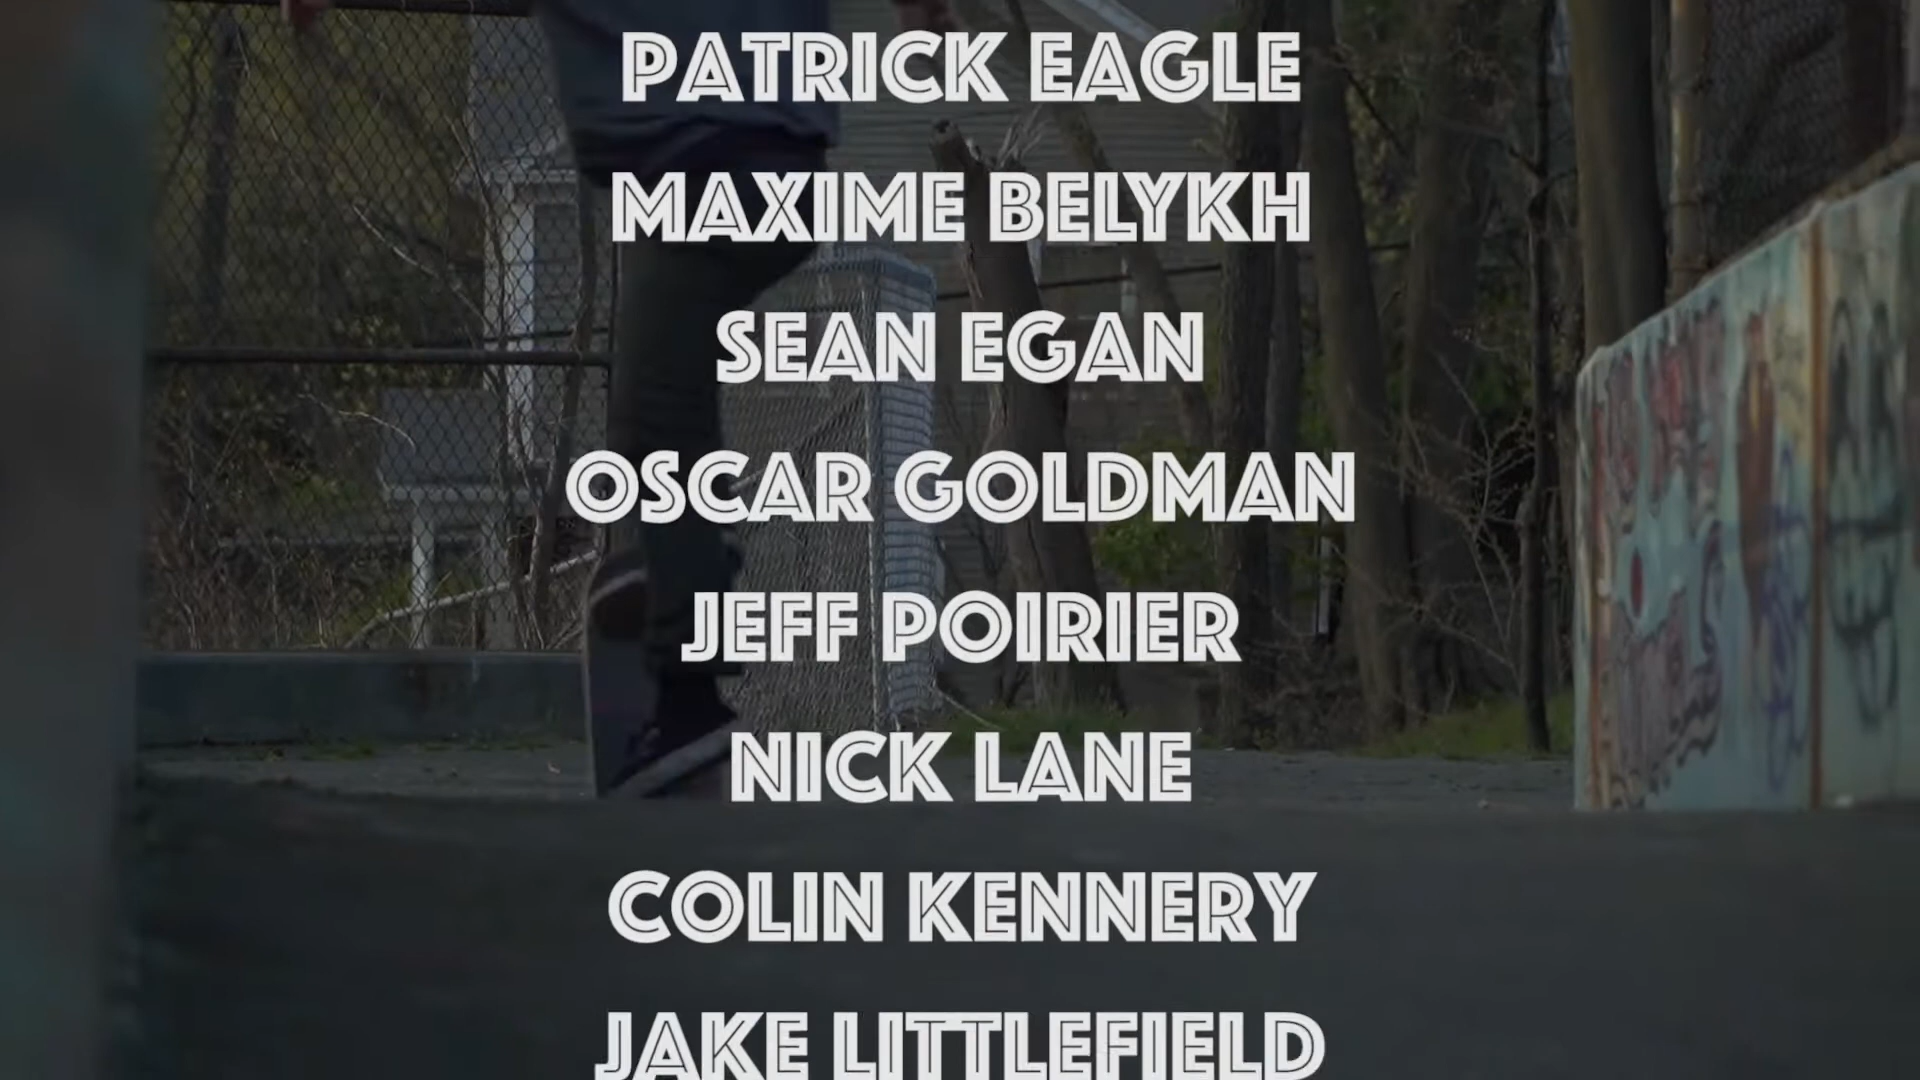 PATRICK EAGLE
MAXIME BELYKH
SEAN EGAN
OSCAR GOLDMAN
JEFF POIRIER
NICK LANE
COLIN KENNERY
JAKE LITTLEFIELD